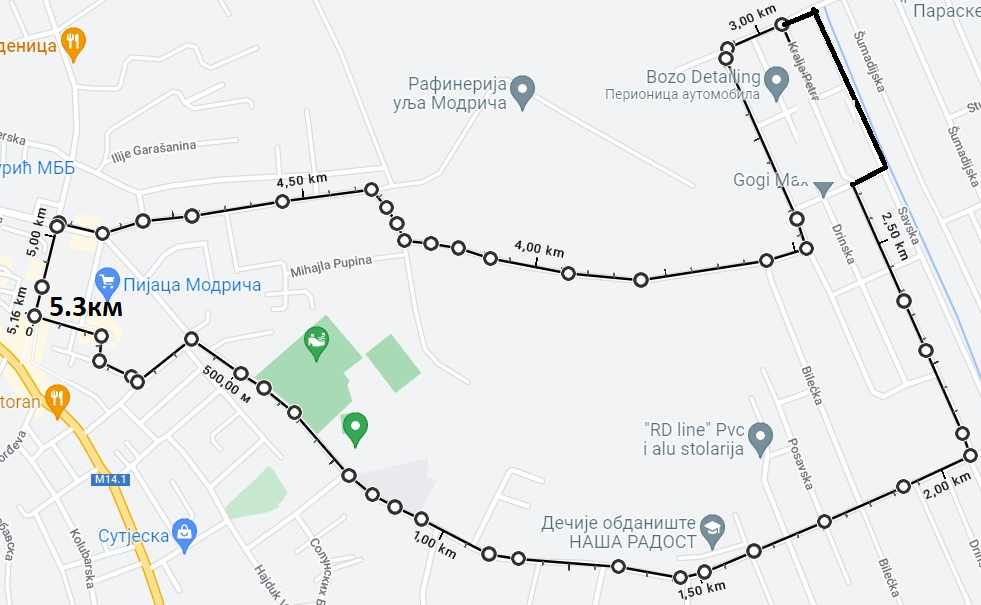 Параске
3,00 km
деница
Šumadijska
Kralja Petra
Bozo Detailing
Перионица аутомобила
Рафинерија
уља Модрича
Ilije Garašanina
Šumadijska
урић МББ
4,50 km
Gogi Max
Savska
5,00 km
2,50 km
Drinska
4,00 km
Mihajla Pupina
Пијаца Модрича
5,16 km
5.3км
500,00 м
toran
Bilećka
"RD line" Pvc
i alu stolarija
Posavska
M14.1
2,00 km
Сутјеска
Дечије обданиште
НАША РАДОСТ
1,00 km
Kolubarska
1,50 km
Hajduk
Bilećka